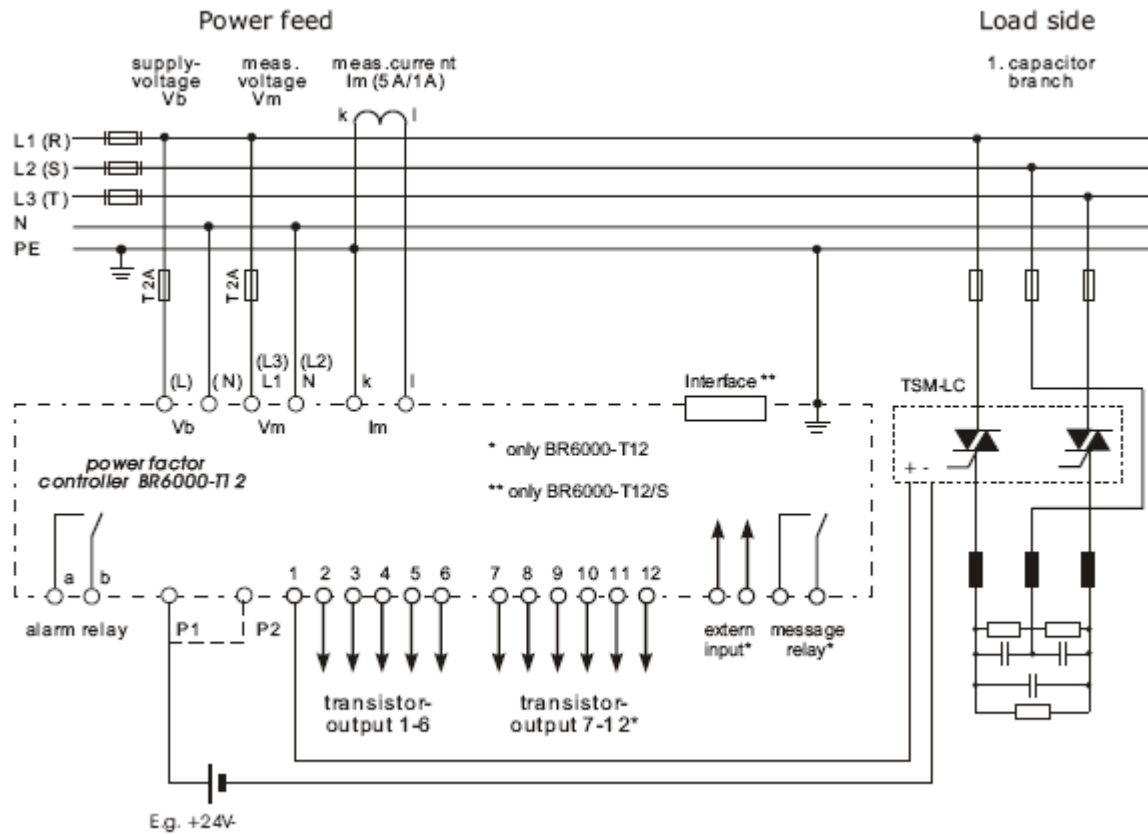 Power feed
Load side
supply-
voltage
Vb
meas.
voltage
Vm
meas.current
Im (5A/1A)
1. capacitor
branch
k
l
L1 (R)
L2 (S)
L3 (T)
N
PE
T2A
T2A
(L)
(N)
(L3)
L1
(L2)
N
k
l
Interface **
TSM-LC
Vb
Vm
Im
* only BR6000-T12
** only BR6000-T12/S
power factor
controller BR6000-T12
+ -
a
b
1
2
3
4
5
6
7
8
9
10
11
12
alarm relay
P1
P2
extern
input*
message
relay*
transistor-
output 1-6
transistor-
output 7-12*
E.g. +24V-